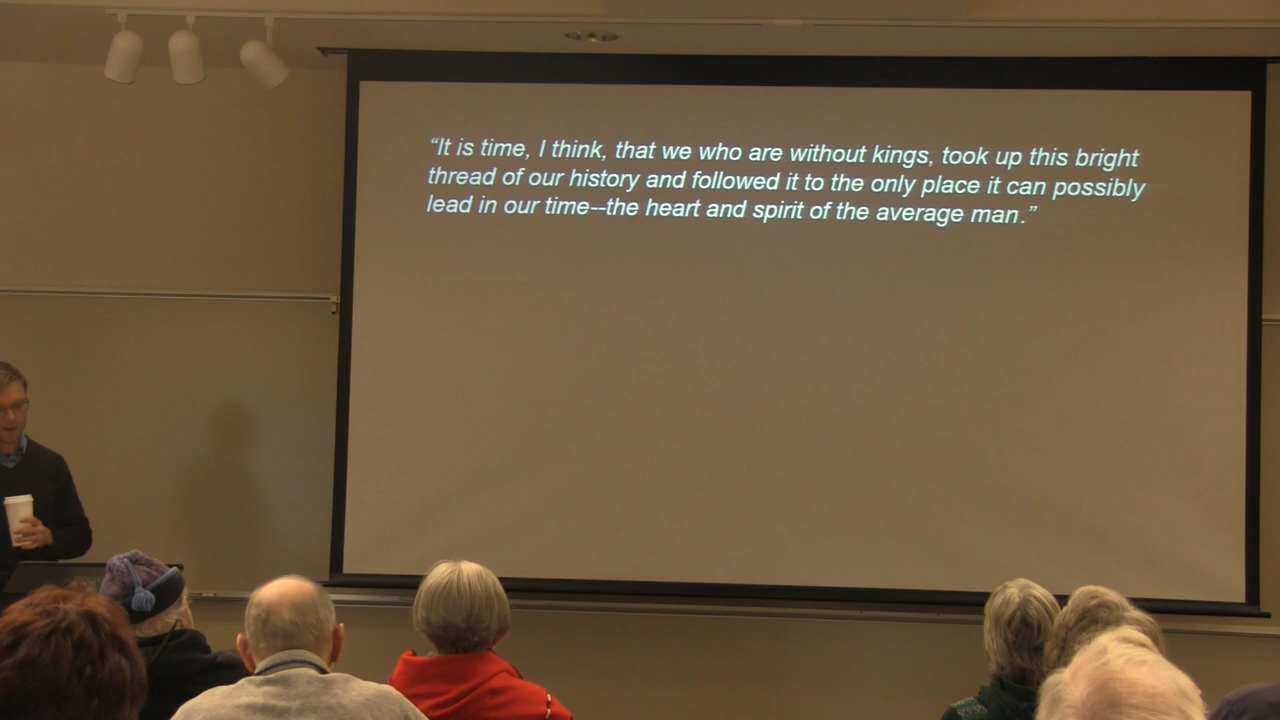 “It is time, I think, that we who are without kings, took up this bright
thread of our history and followed it to the only place it can possibly
lead in our time--the heart and spirit of the average man.”